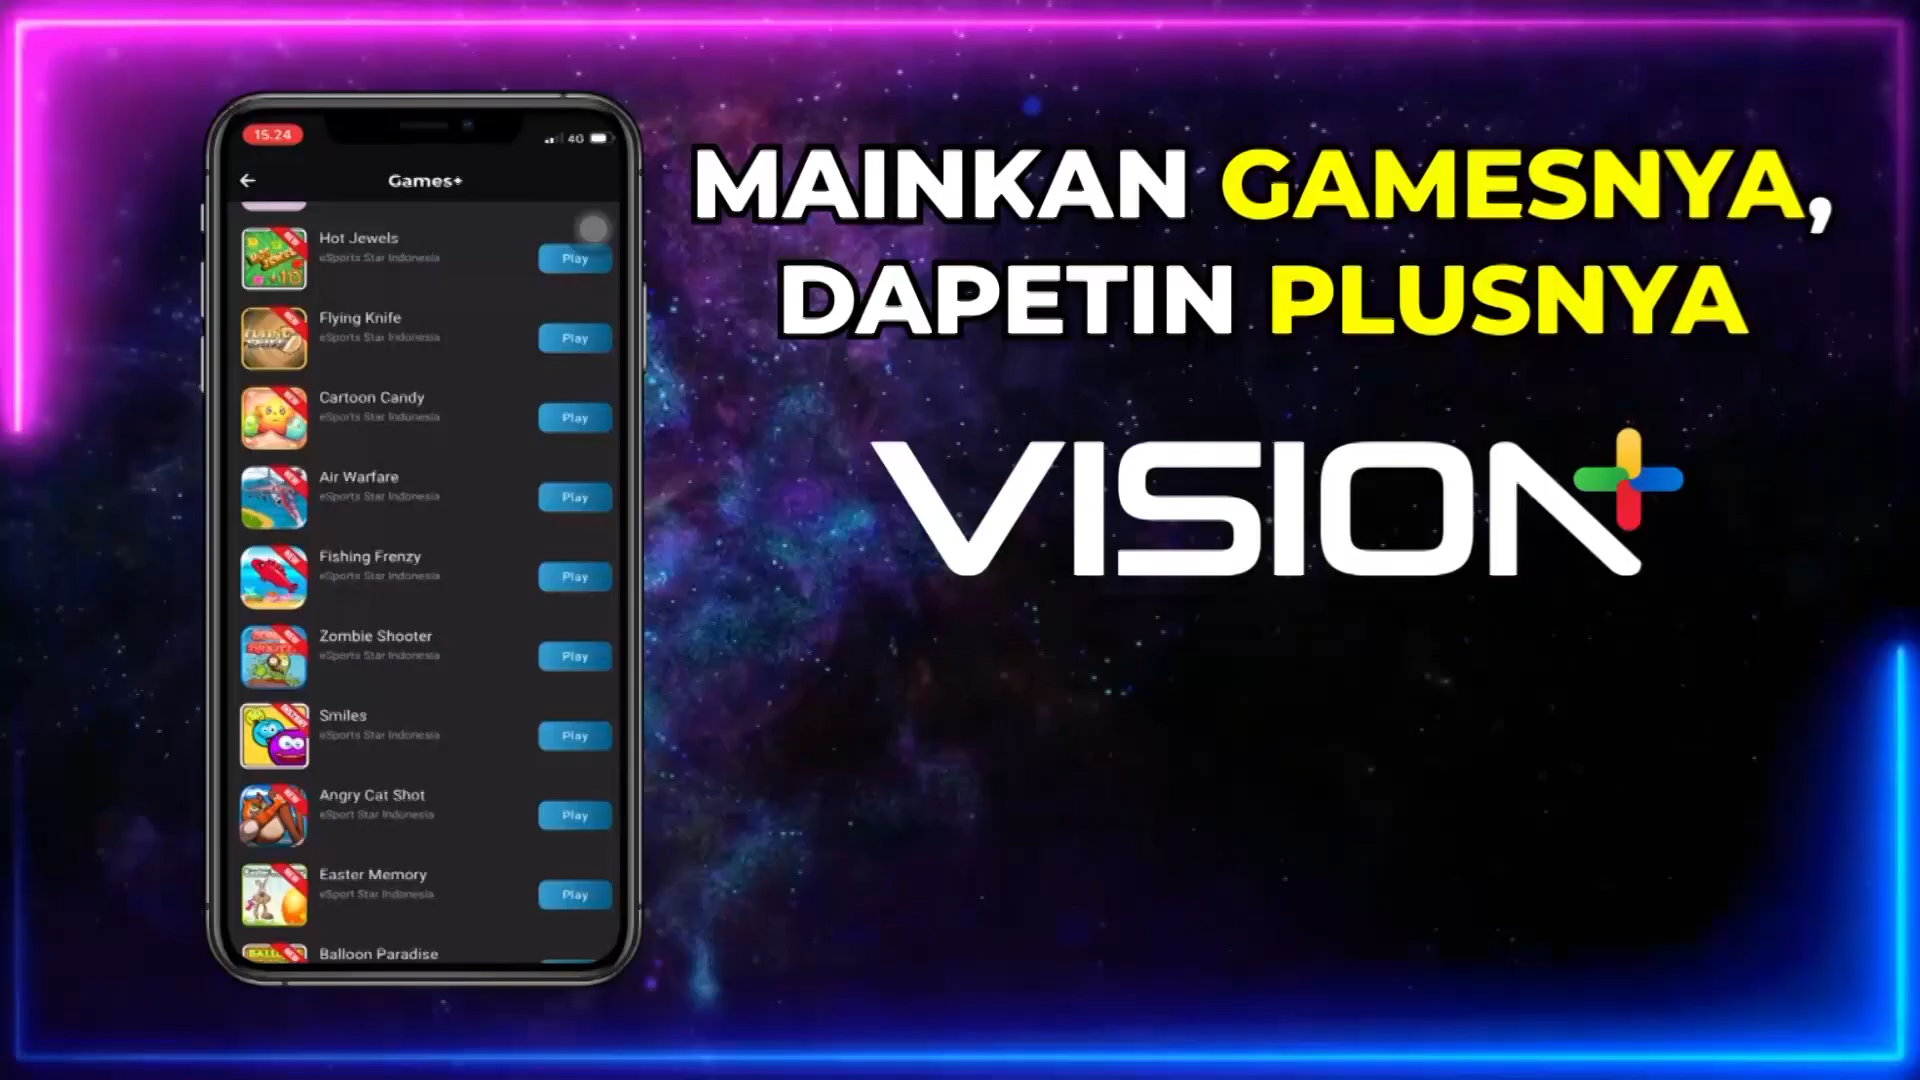 15.24
4G
Games+
Hot Jewels
eSports Star Indonesia
Play
Flying Knife
eSports Star Indonesia
Play
Cartoon Candy
eSports Star Indonesia
Play
Air Warfare
eSports Star Indonesia
Play
Fishing Frenzy
eSports Star Indonesia
Play
Zombie Shooter
eSports Star Indonesia
Play
Smiles
eSports Star Indonesia
Play
Angry Cat Shot
eSport Star Indonesia
Play
Easter Memory
eSport Star Indonesia
Play
Balloon Paradise
MAINKAN GAMESNYA,
DAPETIN PLUSNYA
VISION+